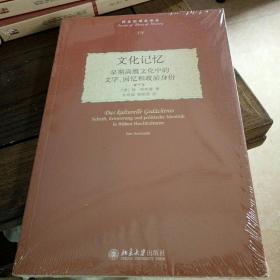 文化记忆
早期高级文化中的
文字、回忆和政治身份
Das kulturelle Gedächtnis
Schrift, Erinnerung und politische Identität
in frühen Hochkulturen
Jan Assmann
北京大学出版社